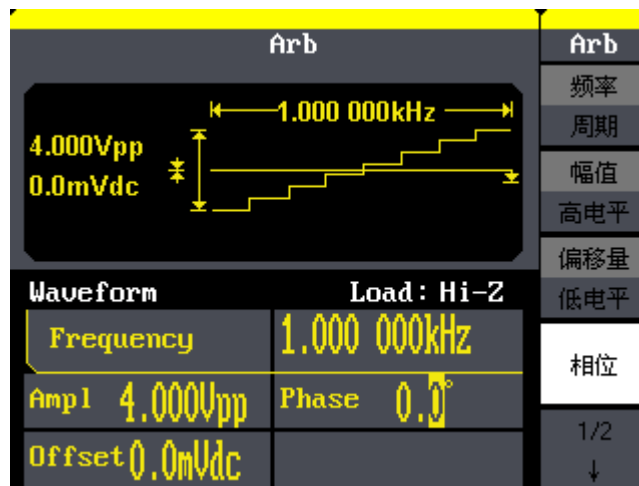 Arb
1.000 000kHz
4.000Vpp
0.0mVdc
Waveform Load: Hi-Z
Frequency 1.000 000kHz
Ampl 4.000Vpp Phase 0.0°
Offset 0.0mVdc
Arb
频率
周期
幅值
高电平
偏移量
低电平
相位
1/2
↓